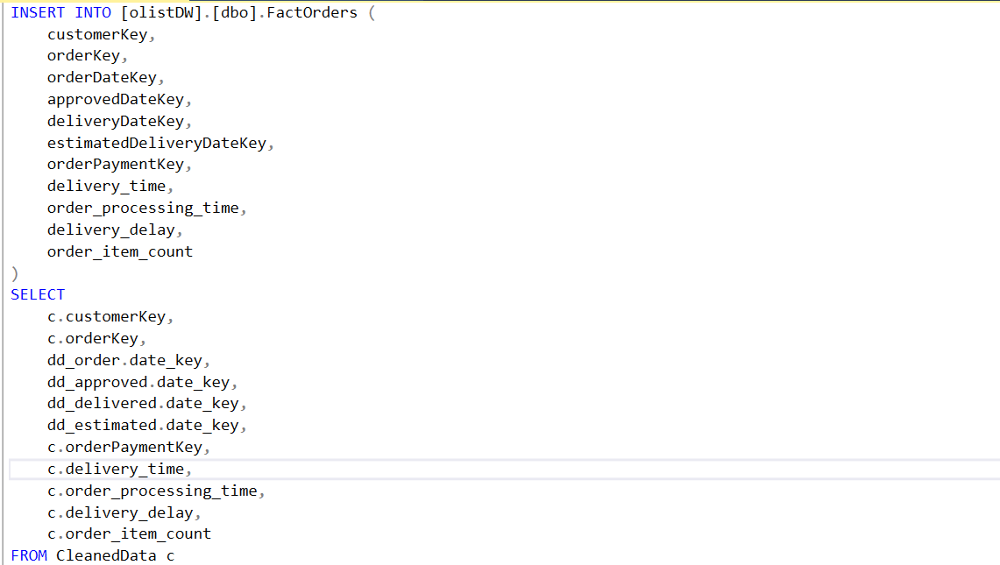 INSERT INTO [olistDW].[dbo].FactOrders (
    customerKey,
    orderKey,
    orderDateKey,
    approvedDateKey,
    deliveryDateKey,
    estimatedDeliveryDateKey,
    orderPaymentKey,
    delivery_time,
    order_processing_time,
    delivery_delay,
    order_item_count
)
SELECT
    c.customerKey,
    c.orderKey,
    dd_order.date_key,
    dd_approved.date_key,
    dd_delivered.date_key,
    dd_estimated.date_key,
    c.orderPaymentKey,
    c.delivery_time,
    c.order_processing_time,
    c.delivery_delay,
    c.order_item_count
FROM CleanedData c